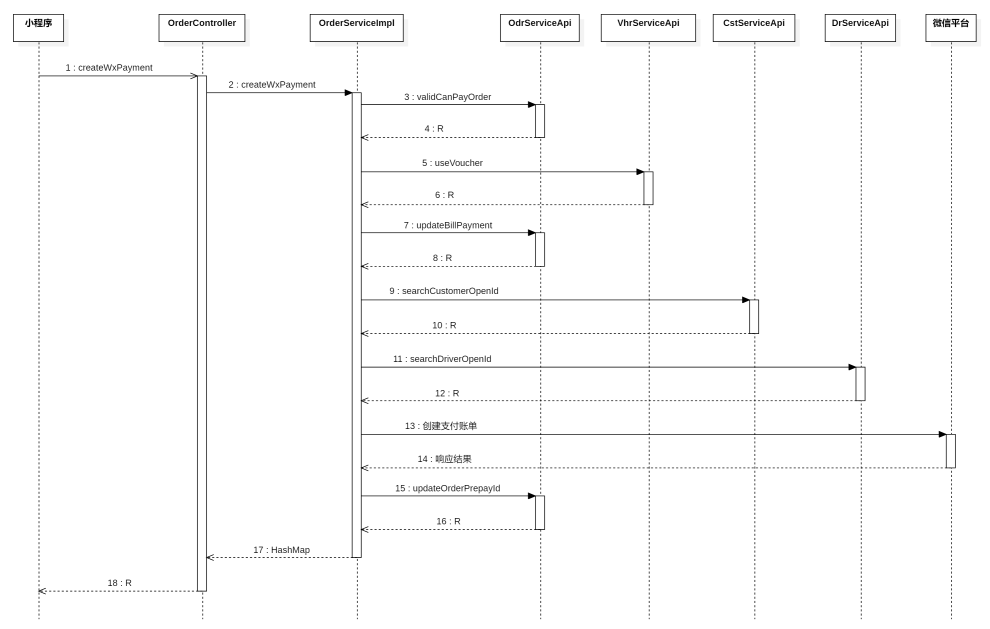 小程序
OrderController
OrderServiceImpl
OdrServiceApi
VhrServiceApi
CstServiceApi
DrServiceApi
微信平台
1 : createWxPayment
2 : createWxPayment
3 : validCanPayOrder
4 : R
5 : useVoucher
6 : R
7 : updateBillPayment
8 : R
9 : searchCustomerOpenId
10 : R
11 : searchDriverOpenId
12 : R
13 : 创建支付账单
14 : 响应结果
15 : updateOrderPrepayId
16 : R
17 : HashMap
18 : R